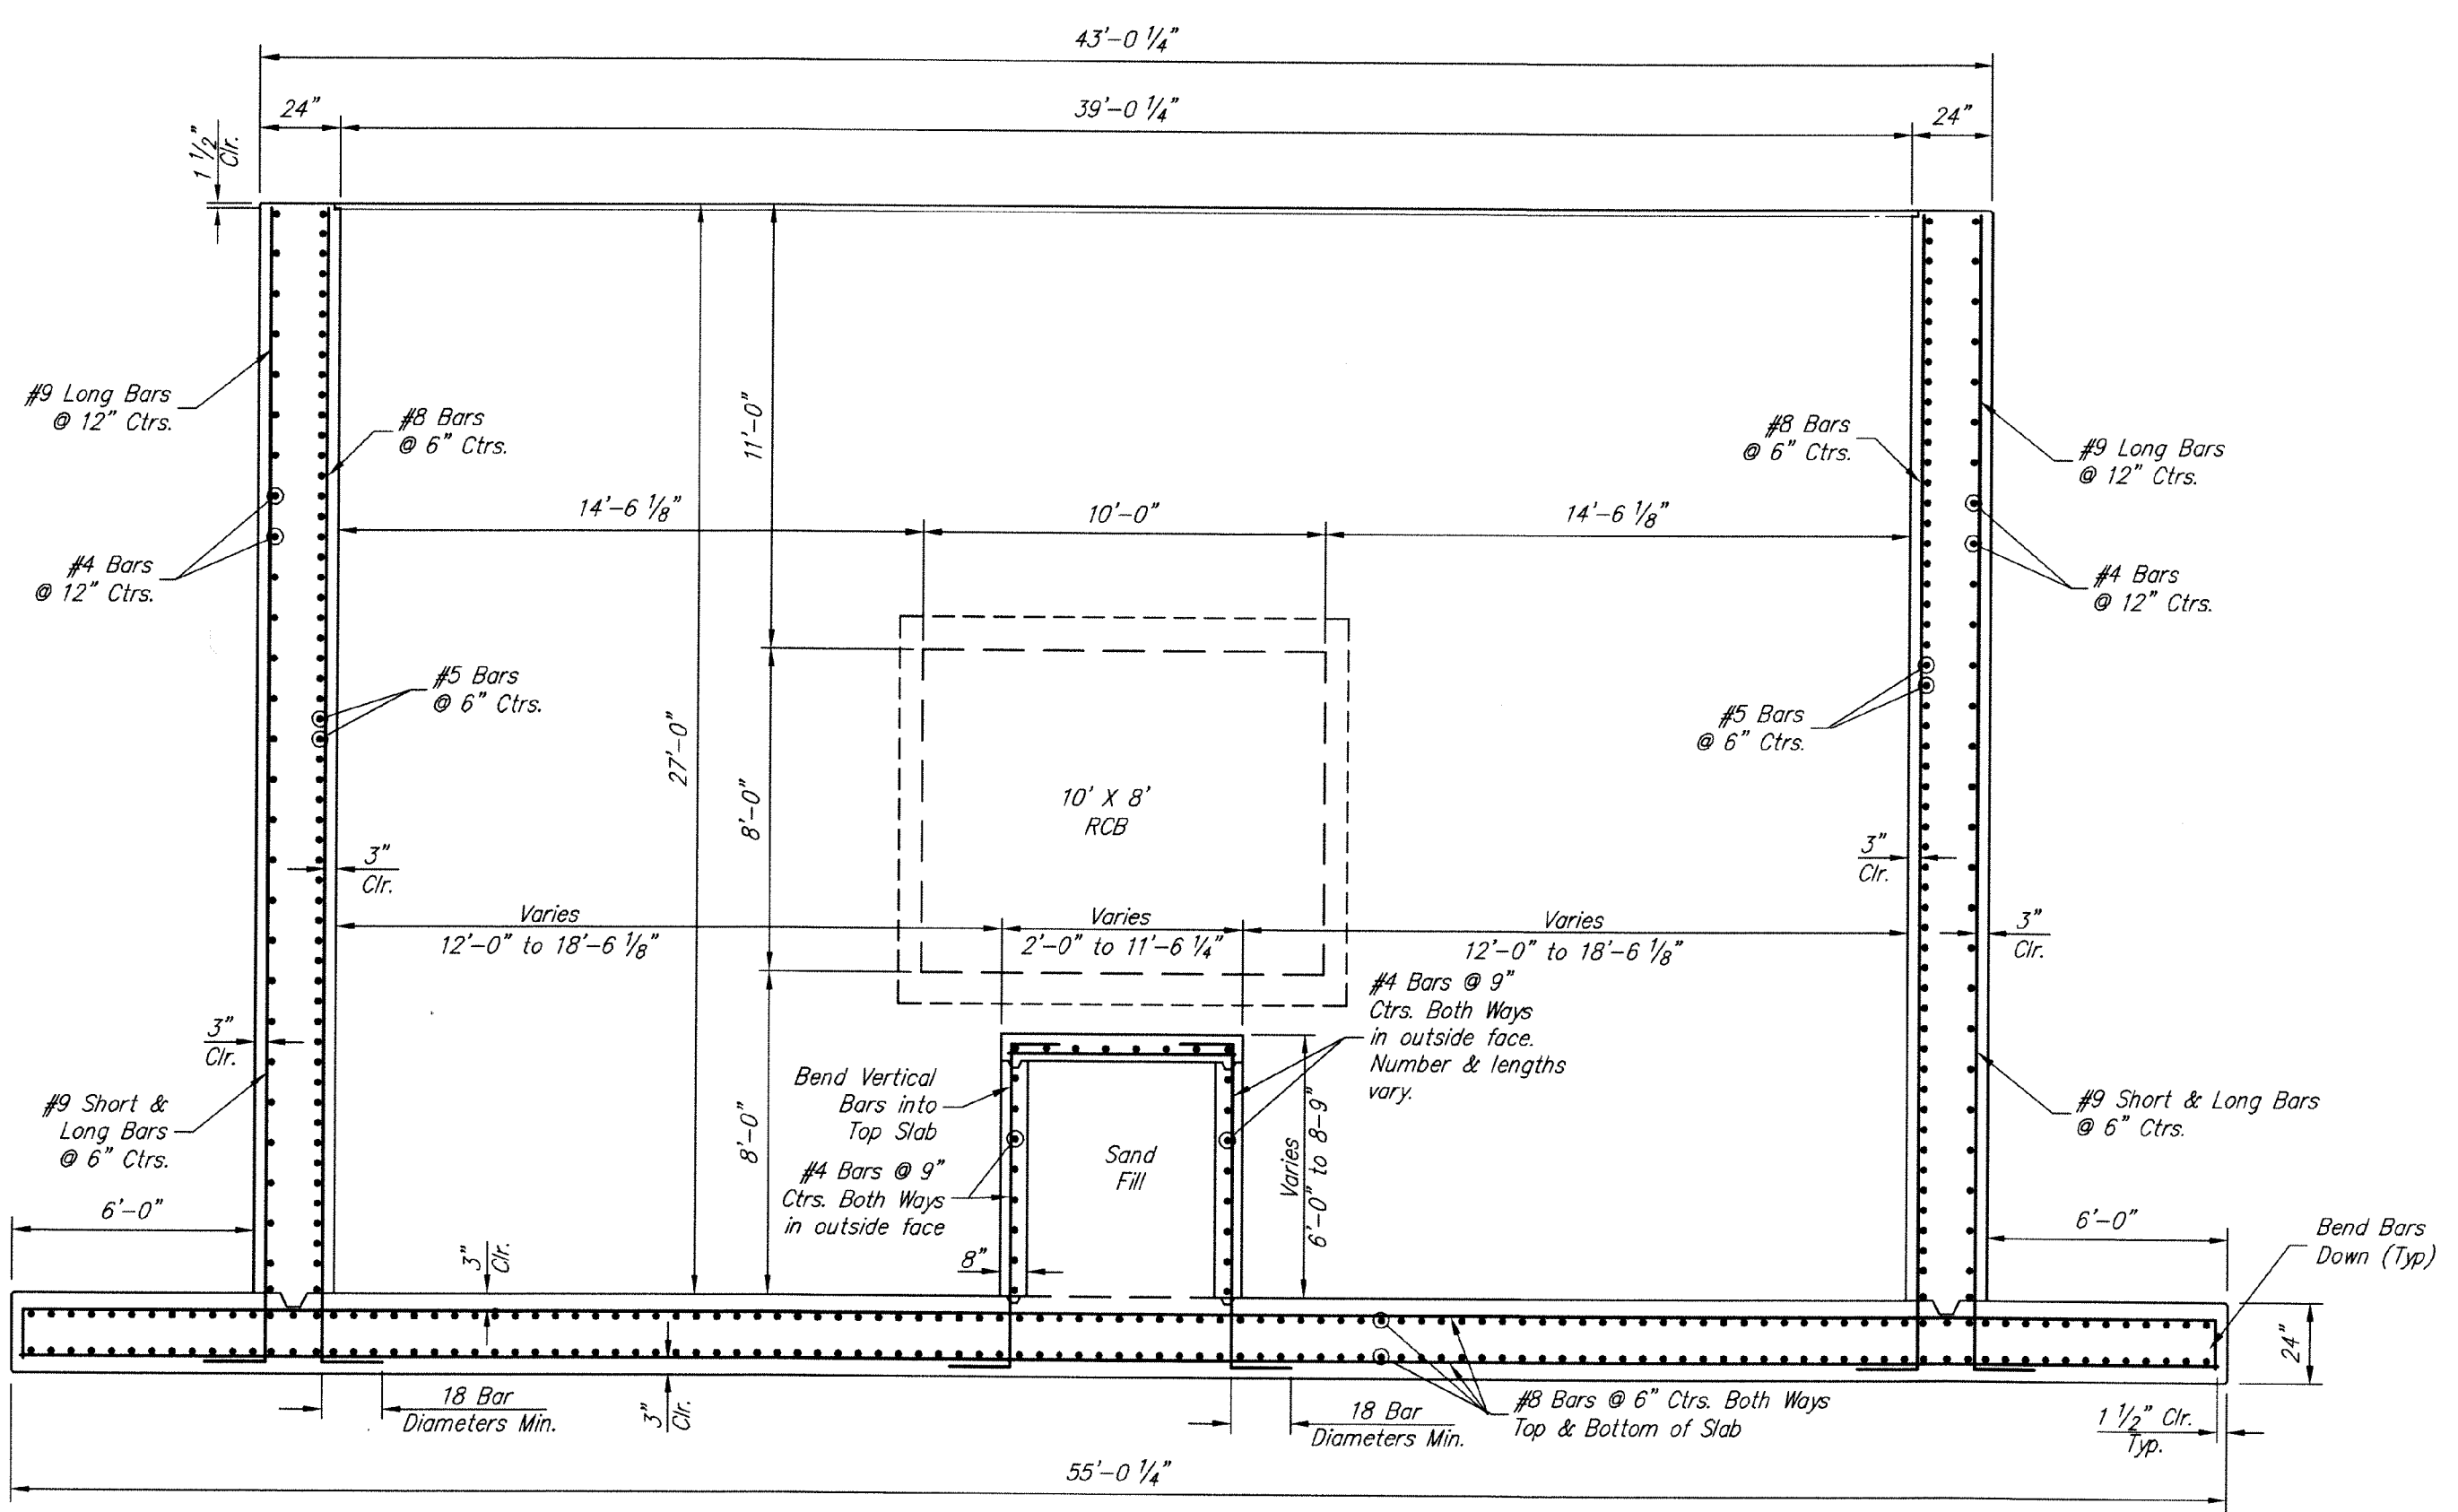 43'-0 1/4"
24"
39'-0 1/4"
24"
1 1/2"
Clr.
#9 Long Bars
@ 12" Ctrs.
#8 Bars
@ 6" Ctrs.
11'-0"
#8 Bars
@ 6" Ctrs.
#9 Long Bars
@ 12" Ctrs.
14'-6 1/8"
10'-0"
14'-6 1/8"
#4 Bars
@ 12" Ctrs.
#4 Bars
@ 12" Ctrs.
#5 Bars
@ 6" Ctrs.
27'-0"
#5 Bars
@ 6" Ctrs.
8'-0"
10' X 8'
RCB
3"
Clr.
3"
Clr.
Varies
12'-0" to 18'-6 1/8"
Varies
2'-0" to 11'-6 1/4"
Varies
12'-0" to 18'-6 1/8"
3"
Clr.
#4 Bars @ 9"
Ctrs. Both Ways
in outside face.
Number & lengths
vary.
3"
Clr.
Bend Vertical
Bars into
Top Slab
#9 Short &
Long Bars
@ 6" Ctrs.
8'-0"
#4 Bars @ 9"
Ctrs. Both Ways
in outside face
Sand
Fill
Varies
6'-0" to 8-9"
#9 Short & Long Bars
@ 6" Ctrs.
6'-0"
3"
Clr.
8"
6'-0"
Bend Bars
Down (Typ)
24"
18 Bar
Diameters Min.
3"
Clr.
18 Bar
Diameters Min.
#8 Bars @ 6" Ctrs. Both Ways
Top & Bottom of Slab
1 1/2" Clr.
Typ.
55'-0 1/4"